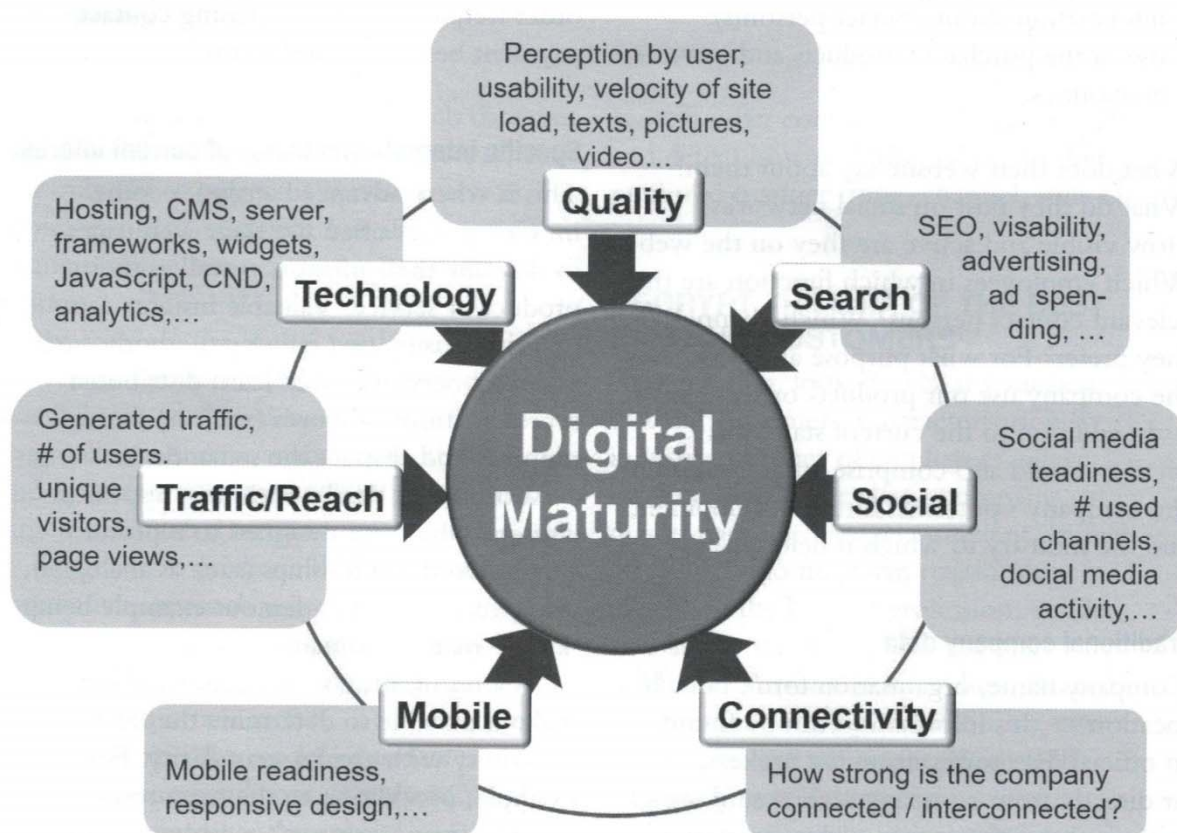 Perception by user,
usability, velocity of site
load, texts, pictures,
video…
Quality
Hosting, CMS, server,
frameworks, widgets,
JavaScript, CND,
analytics,…
Technology
SEO, visability,
advertising,
ad spen-
ding, …
Search
Digital
Maturity
Generated traffic,
# of users.
unique
visitors,
page views,…
Traffic/Reach
Social media
teadiness,
# used
channels,
docial media
activity,…
Social
Mobile
Mobile readiness,
responsive design,…
Connectivity
How strong is the company
connected / interconnected?